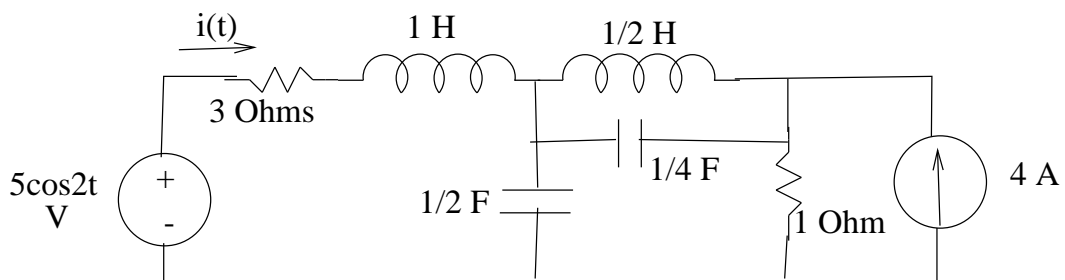 i(t)
1 H
1/2 H
3 Ohms
1/4 F
5cos2t
V
+
-
1/2 F
1 Ohm
4 A